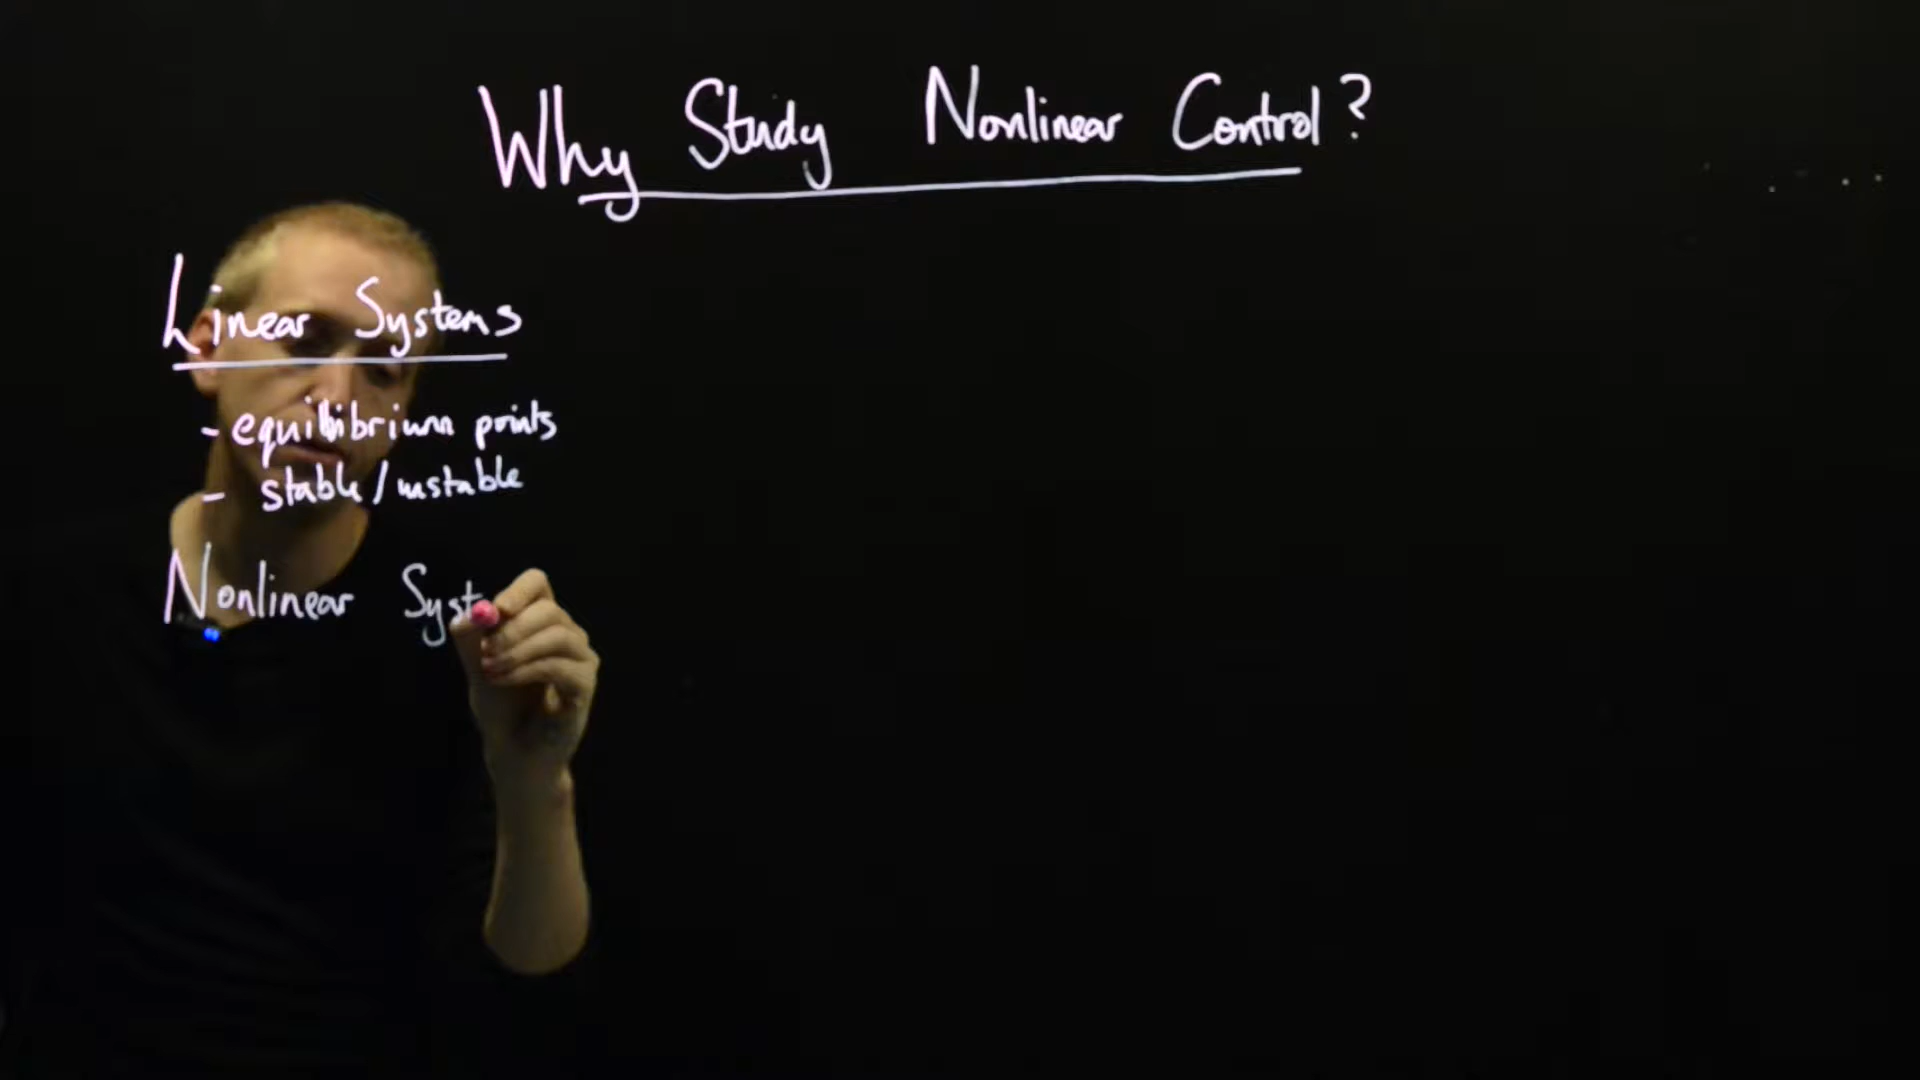 Why Study Nonlinear Control?
Linear Systems
- equilibrium points
- stable/unstable
Nonlinear Syst